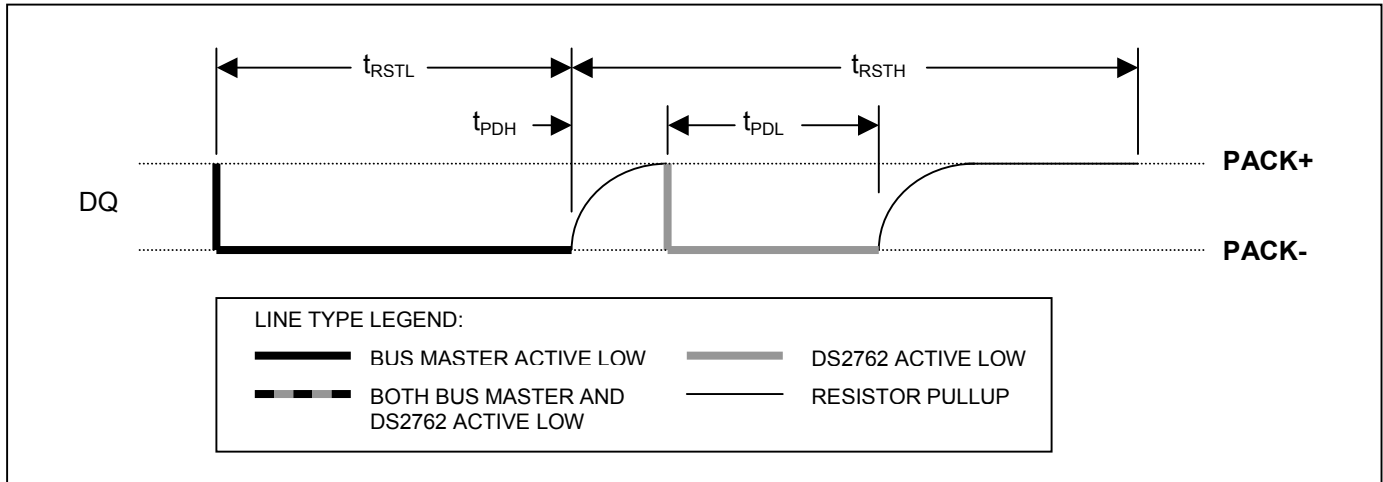 tRSTL
tRSTH
tPDH
tPDL
PACK+
DQ
PACK-
LINE TYPE LEGEND:
BUS MASTER ACTIVE LOW
DS2762 ACTIVE LOW
BOTH BUS MASTER AND
DS2762 ACTIVE LOW
RESISTOR PULLUP